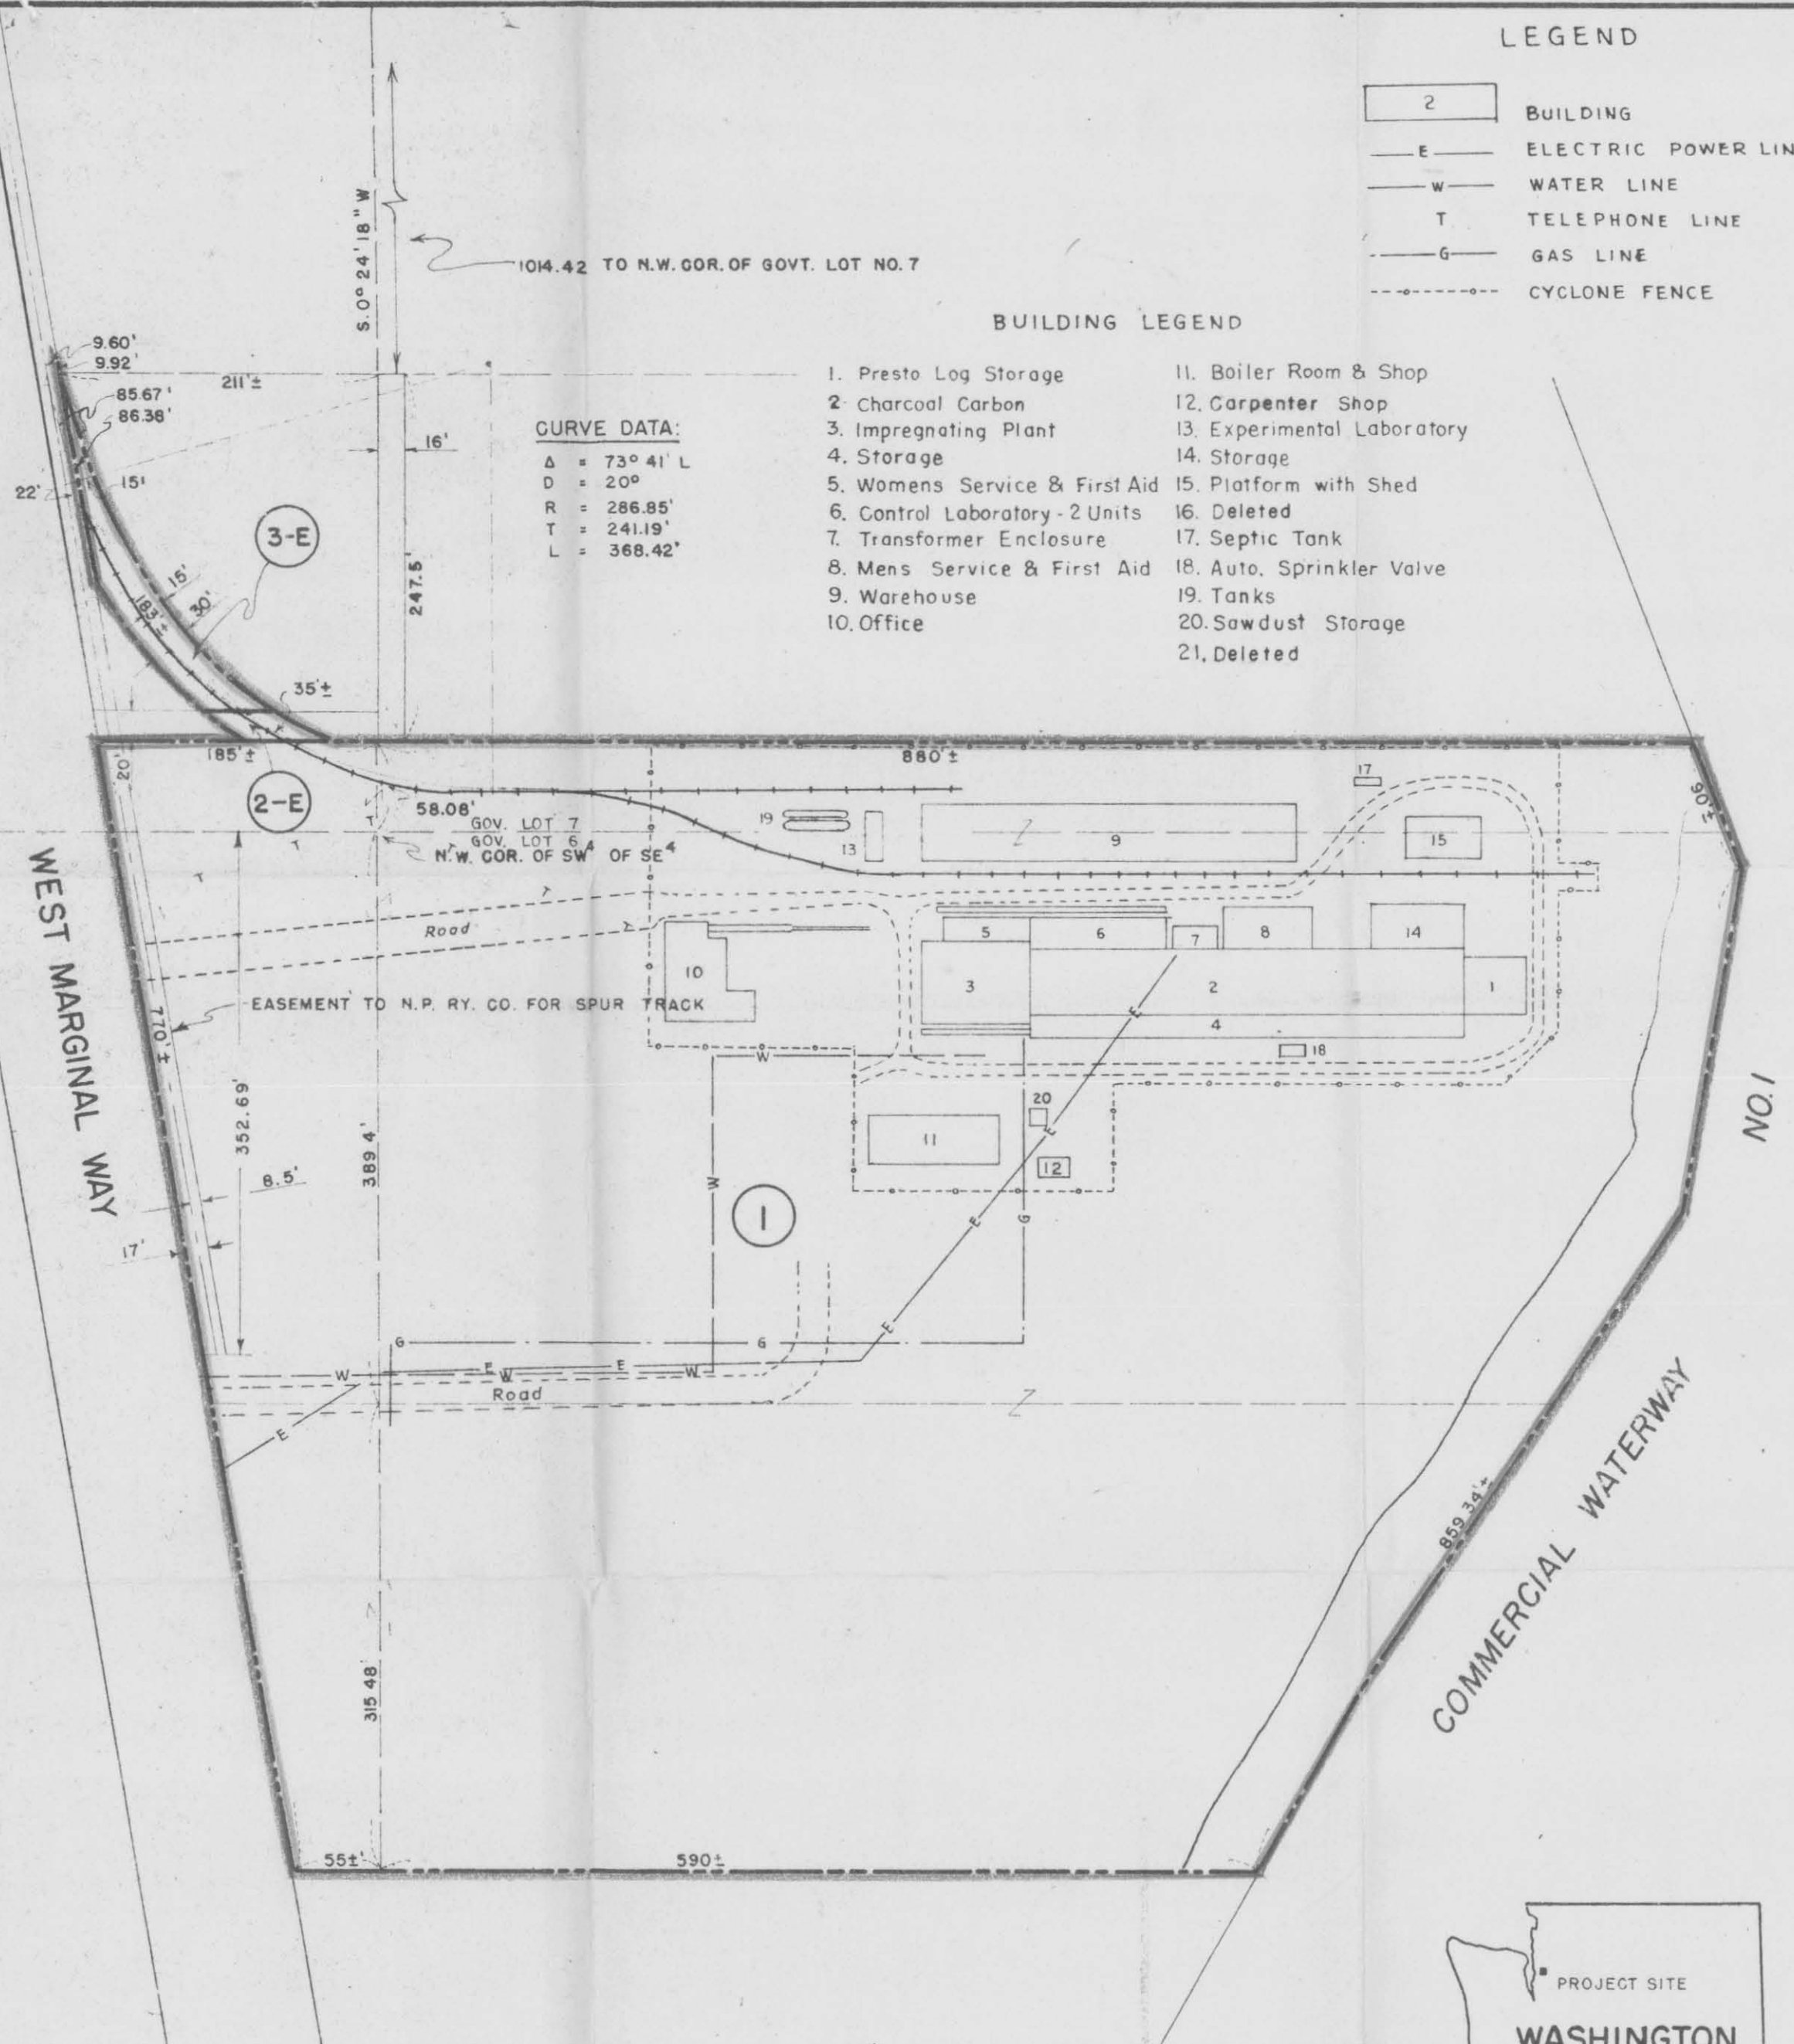 LEGEND
2 BUILDING
E ELECTRIC POWER LIN
W WATER LINE
T TELEPHONE LINE
G GAS LINE
CYCLONE FENCE
S. 0° 24' 18" W
1014.42 TO N.W. COR. OF GOVT. LOT NO. 7
BUILDING LEGEND
1. Presto Log Storage
2 Charcoal Carbon
3. Impregnating Plant
4. Storage
5. Womens Service & First Aid
6. Control Laboratory - 2 Units
7. Transformer Enclosure
8. Mens Service & First Aid
9. Warehouse
10. Office
11. Boiler Room & Shop
12. Carpenter Shop
13. Experimental Laboratory
14. Storage
15. Platform with Shed
16. Deleted
17. Septic Tank
18. Auto. Sprinkler Valve
19. Tanks
20. Sawdust Storage
21. Deleted
CURVE DATA:
Δ = 73° 41' L
D = 20°
R = 286.85'
T = 241.19'
L = 368.42'
9.60'
9.92'
211'±
85.67'
86.38'
16'
22'
15'
3-E
15'
30'
183'±
247.5'
35'±
185'±
880'±
20'
2-E
58.08'
GOV. LOT 7
GOV. LOT 6
N.W. COR. OF SW⁴ OF SE⁴
T
T
T
T
T
T
17
19
13
9
15
90'±
Road
5
6
7
8
14
10
3
2
1
4
18
EASEMENT TO N.P. RY. CO. FOR SPUR TRACK
WEST MARGINAL WAY
770'±
352.69'
389.4'
8.5'
17'
W
W
E
E
E
E
20
11
12
1
G
G
G
W
E
W
E
W
Road
E
NO. 1
COMMERCIAL WATERWAY
859.34'±
315.48'
55±'
590±
PROJECT SITE
WASHINGTON